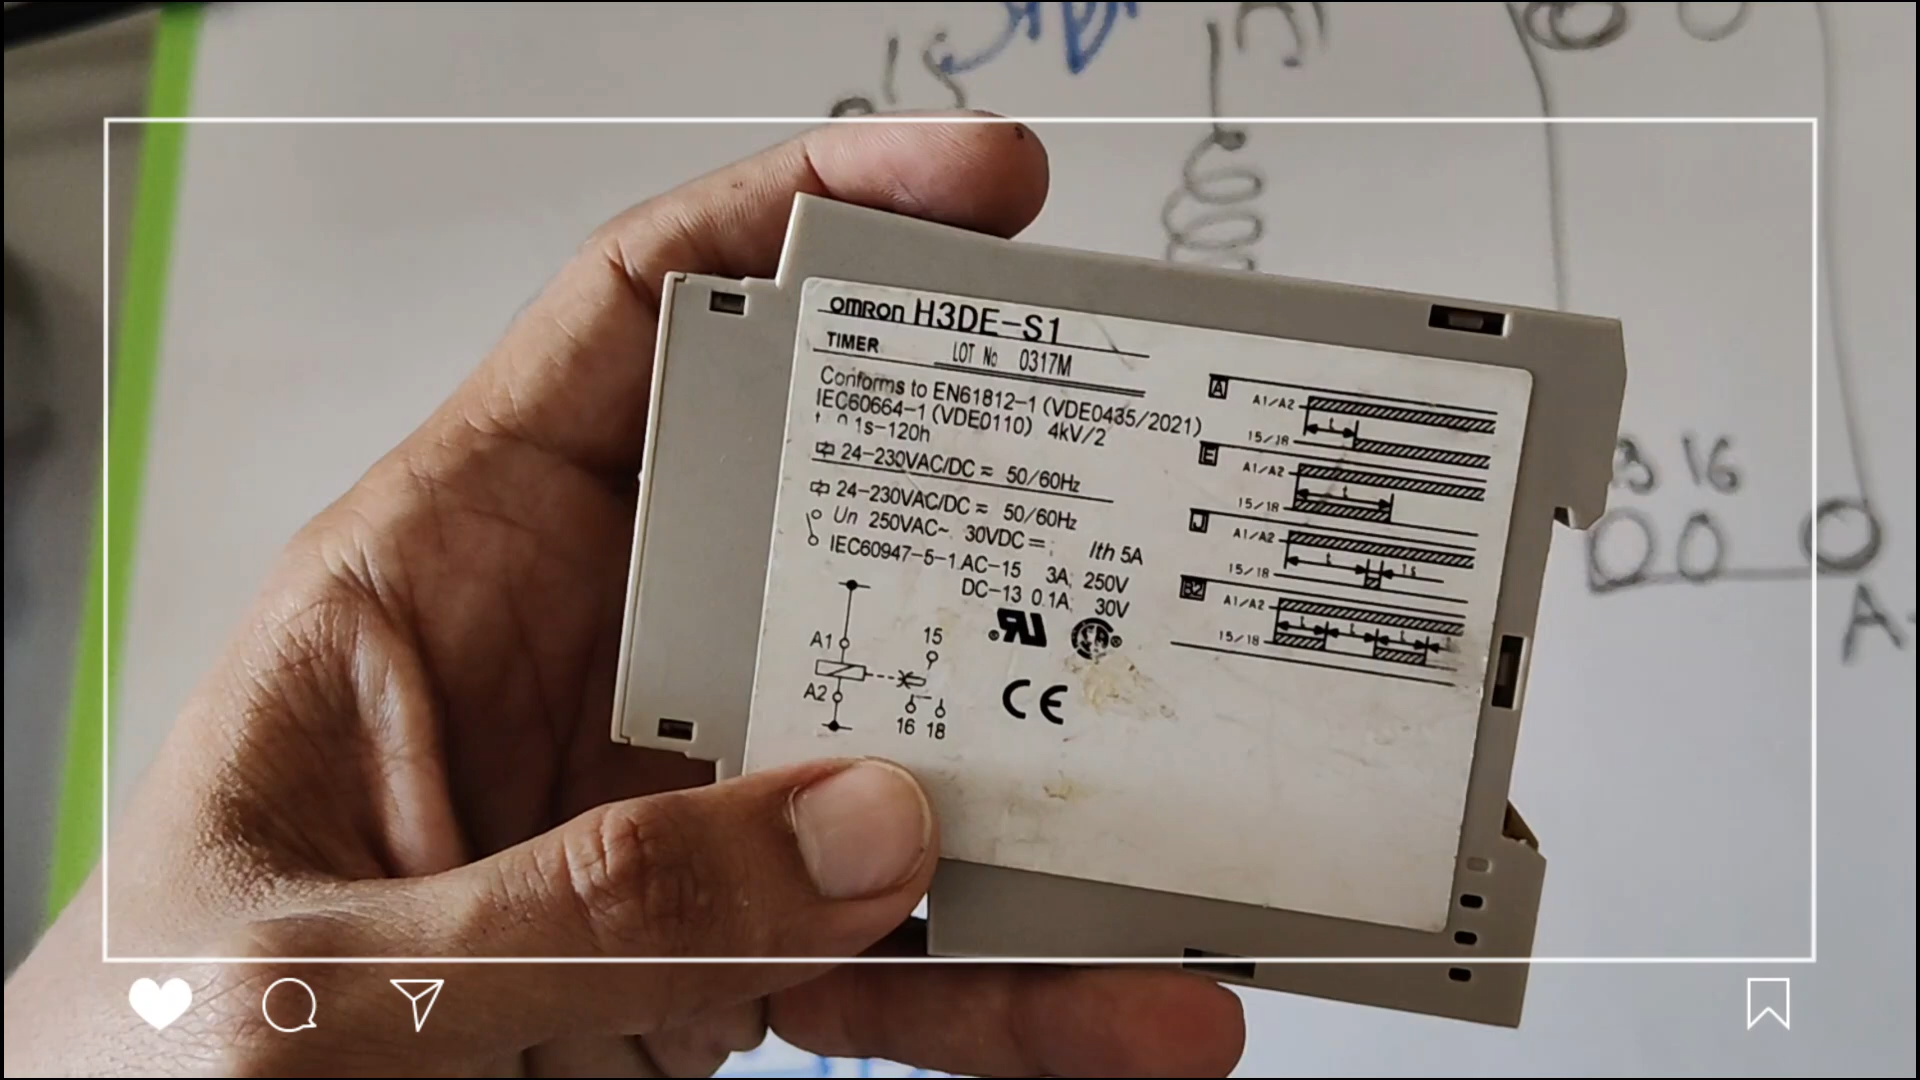 OMRON H3DE-S1
TIMER
LOT No 0317M
Conforms to EN61812-1 (VDE0435/2021)
IEC60664-1 (VDE0110) 4kV/2
t 0.1s-120h
24-230VAC/DC = 50/60Hz
24-230VAC/DC = 50/60Hz
Un 250VAC~ 30VDC = ; Ith 5A
IEC60947-5-1 AC-15 3A; 250V
DC-13 0.1A; 30V
A1
15
A2
16 18
CE
A
A1/A2
t
15/18
E
A1/A2
t
15/18
J
A1/A2
t 1s
15/18
B2
A1/A2
t t t
15/18
3 16
A